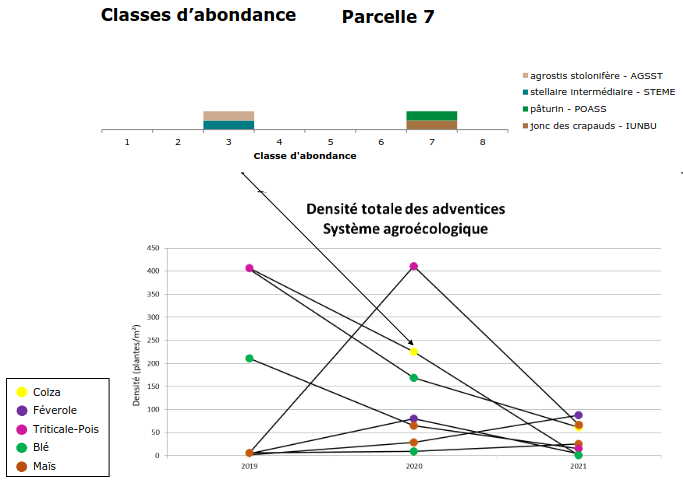 Classes d’abondance Parcelle 7
agrostis stolonifère - AGSST
stellaire intermédiaire - STEME
pâturin - POASS
jonc des crapauds - IUNBU
1 2 3 4 5 6 7 8
Classe d'abondance
Densité totale des adventices
Système agroécologique
Densité (plantes/m²)
450
400
350
300
250
200
150
100
50
0
2019 2020 2021
Colza
Féverole
Triticale-Pois
Blé
Maïs